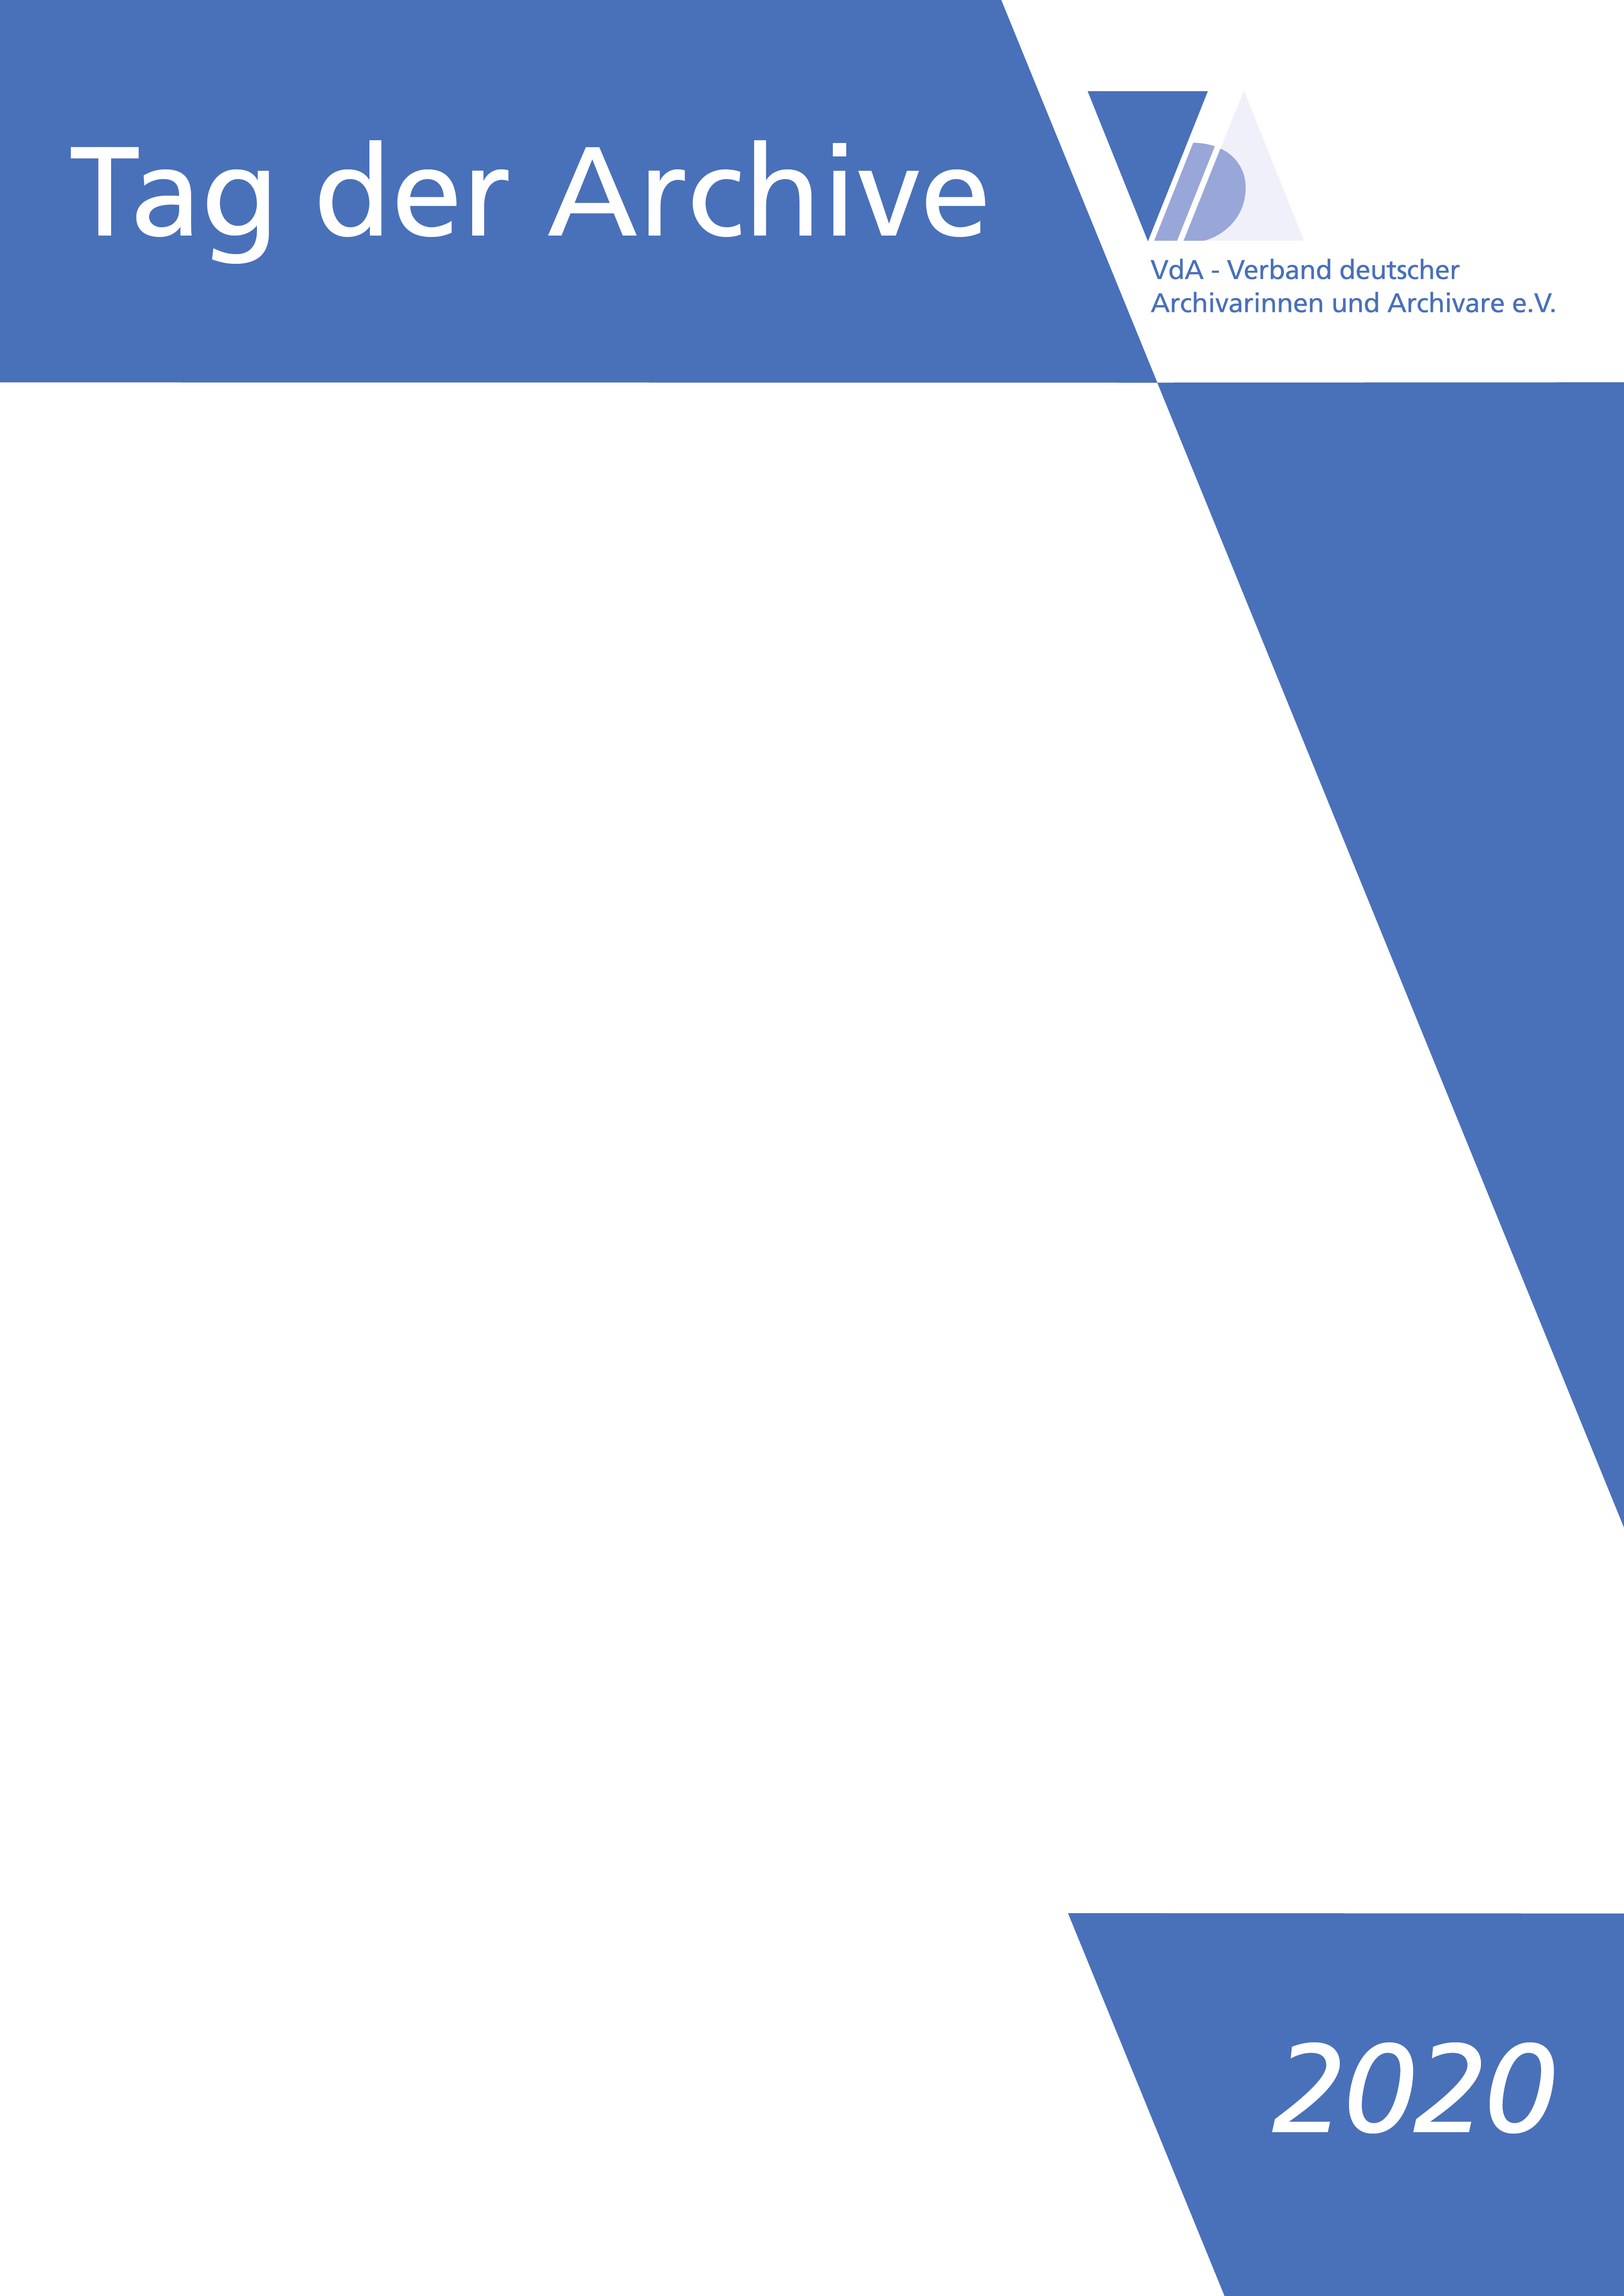 Tag der Archive
VdA - Verband deutscher
Archivarinnen und Archivare e.V.
2020